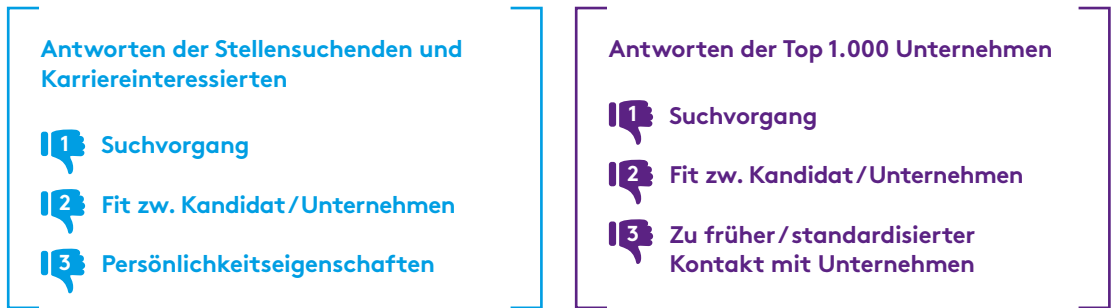 Antworten der Stellensuchenden und
Karriereinteressierten
1 Suchvorgang
2 Fit zw. Kandidat/Unternehmen
3 Persönlichkeitseigenschaften
Antworten der Top 1.000 Unternehmen
1 Suchvorgang
2 Fit zw. Kandidat/Unternehmen
3 Zu früher/standardisierter
Kontakt mit Unternehmen